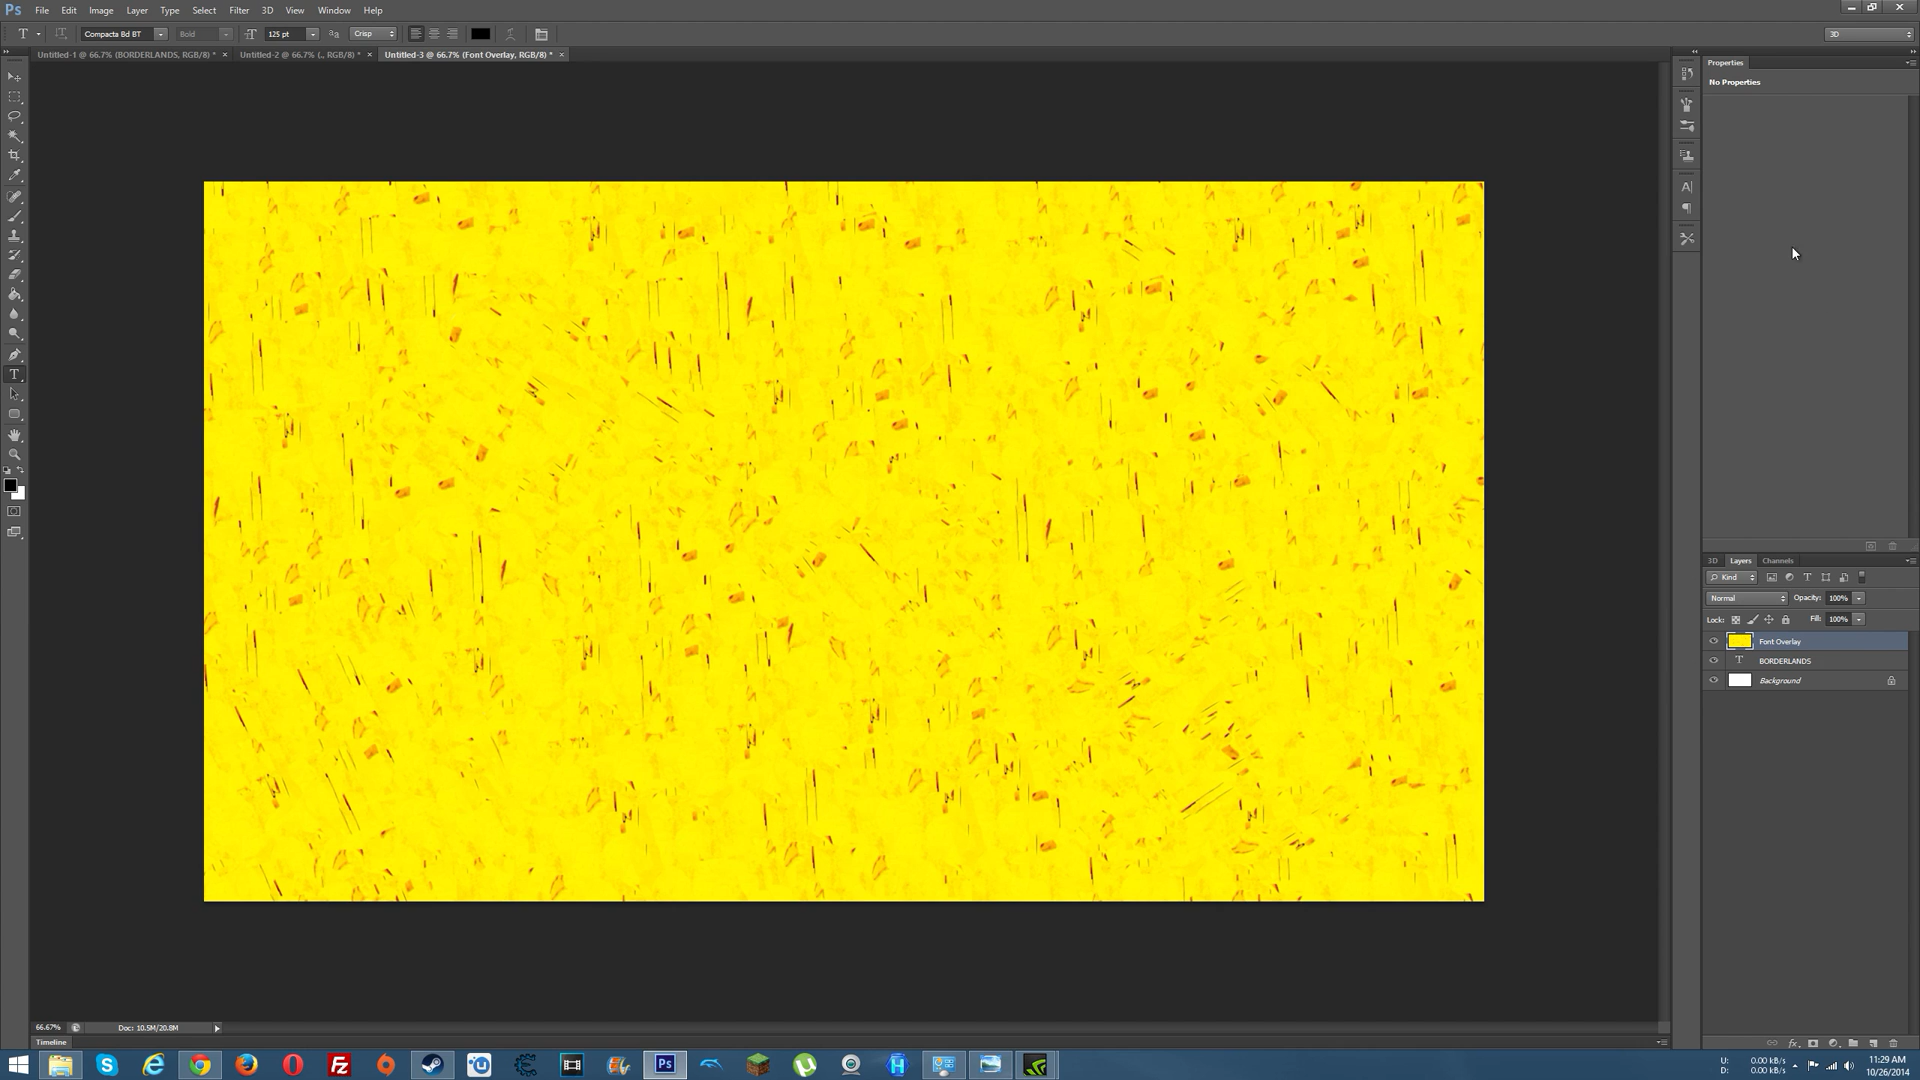 Ps File Edit Image Layer Type Select Filter 3D View Window Help
T Compacta Bd BT Bold 125 pt Crisp 3D
Untitled-1 @ 66.7% (BORDERLANDS, RGB/8) * × Untitled-2 @ 66.7% (., RGB/8) * × Untitled-3 @ 66.7% (Font Overlay, RGB/8) * ×
Properties
No Properties
3D Layers Channels
Kind
Normal Opacity: 100%
Lock: Fill: 100%
Font Overlay
T BORDERLANDS
Background
66.67% Doc: 10.5M/20.8M
Timeline
U: 0.00 kB/s
D: 0.00 kB/s
11:29 AM
10/26/2014